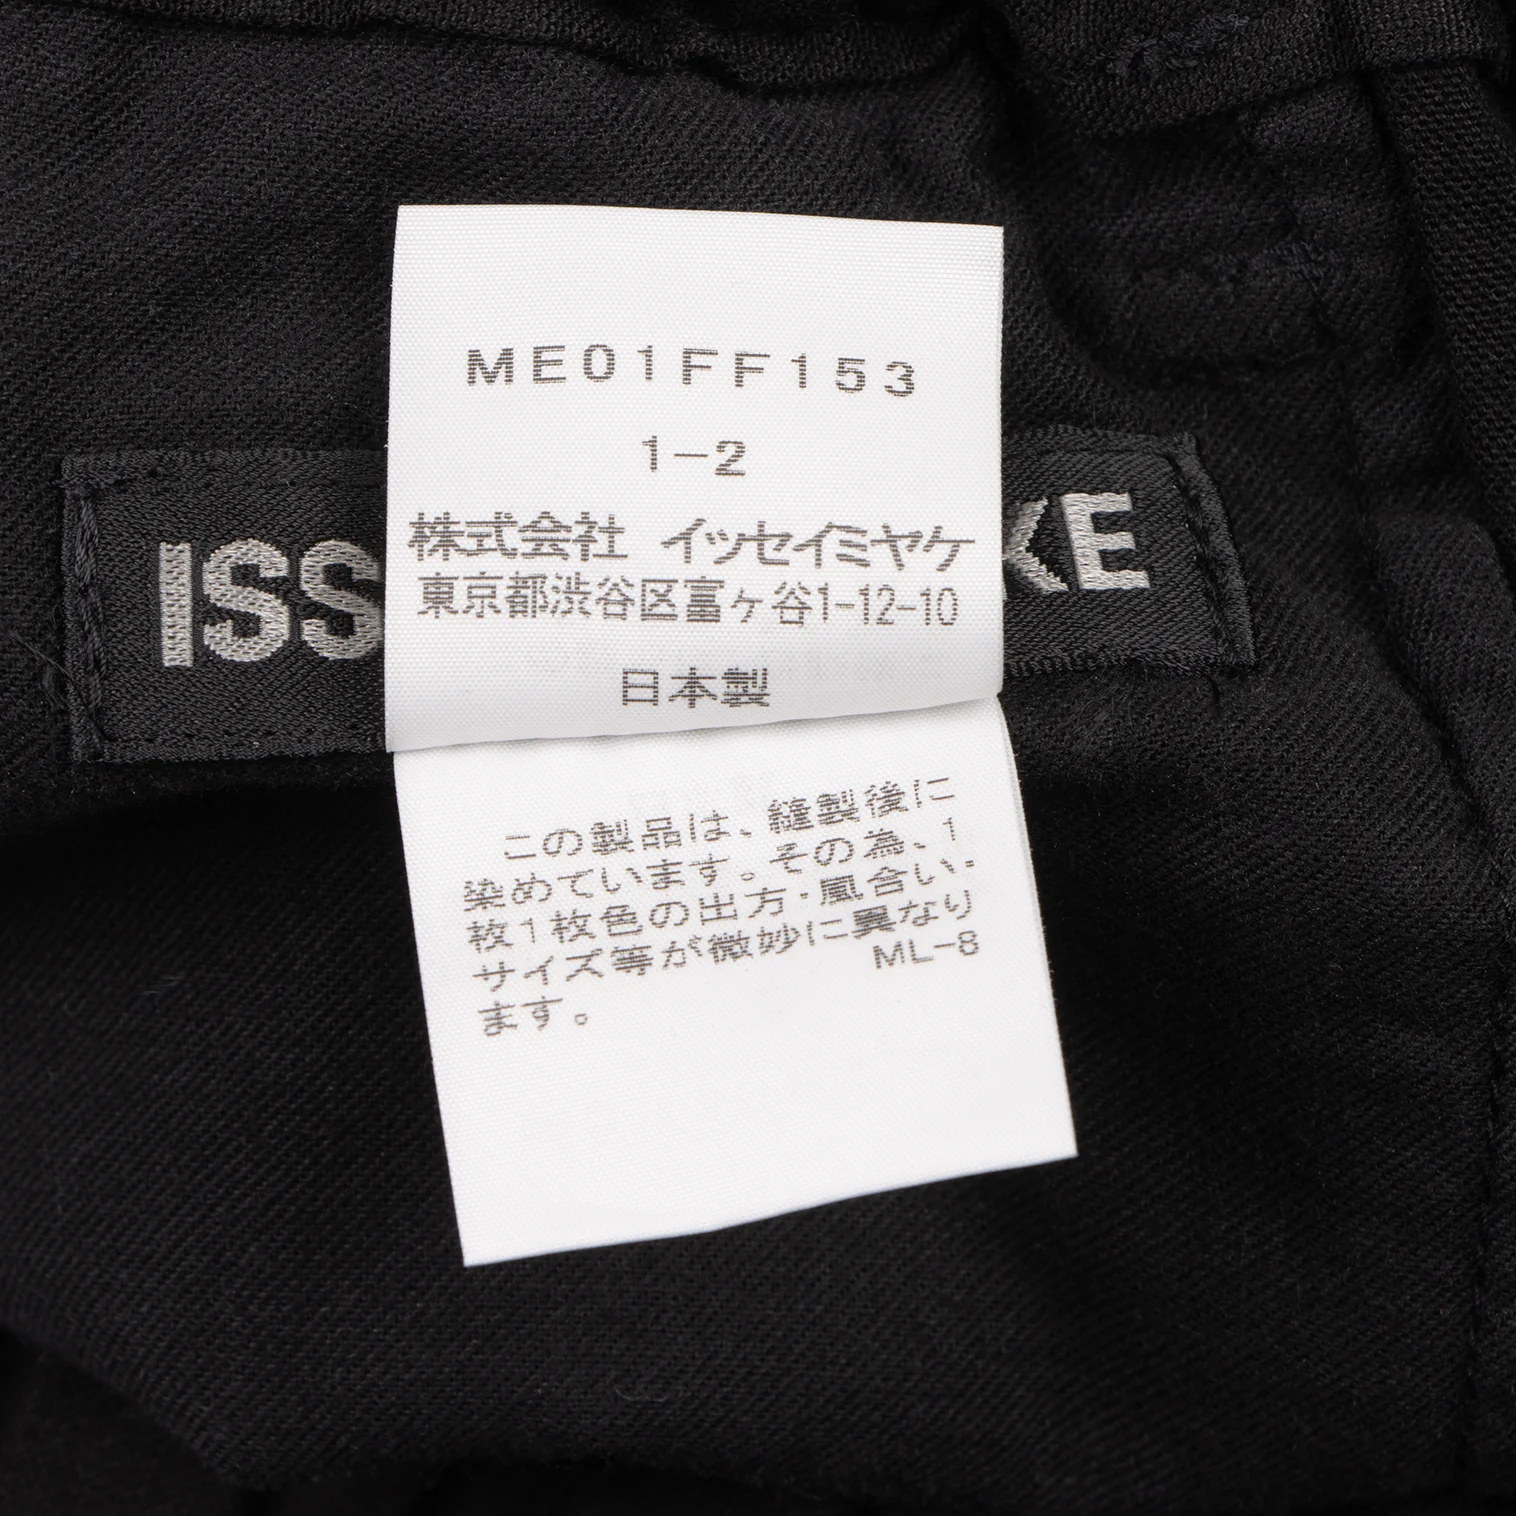 ME01FF153
1-2
株式会社 イッセイミヤケ
東京都渋谷区富ヶ谷1-12-10
日本製
ISS KE
この製品は、縫製後に
染めています。その為、1
枚1枚色の出方・風合い・
サイズ等が微妙に異なり
ます。
ML-8